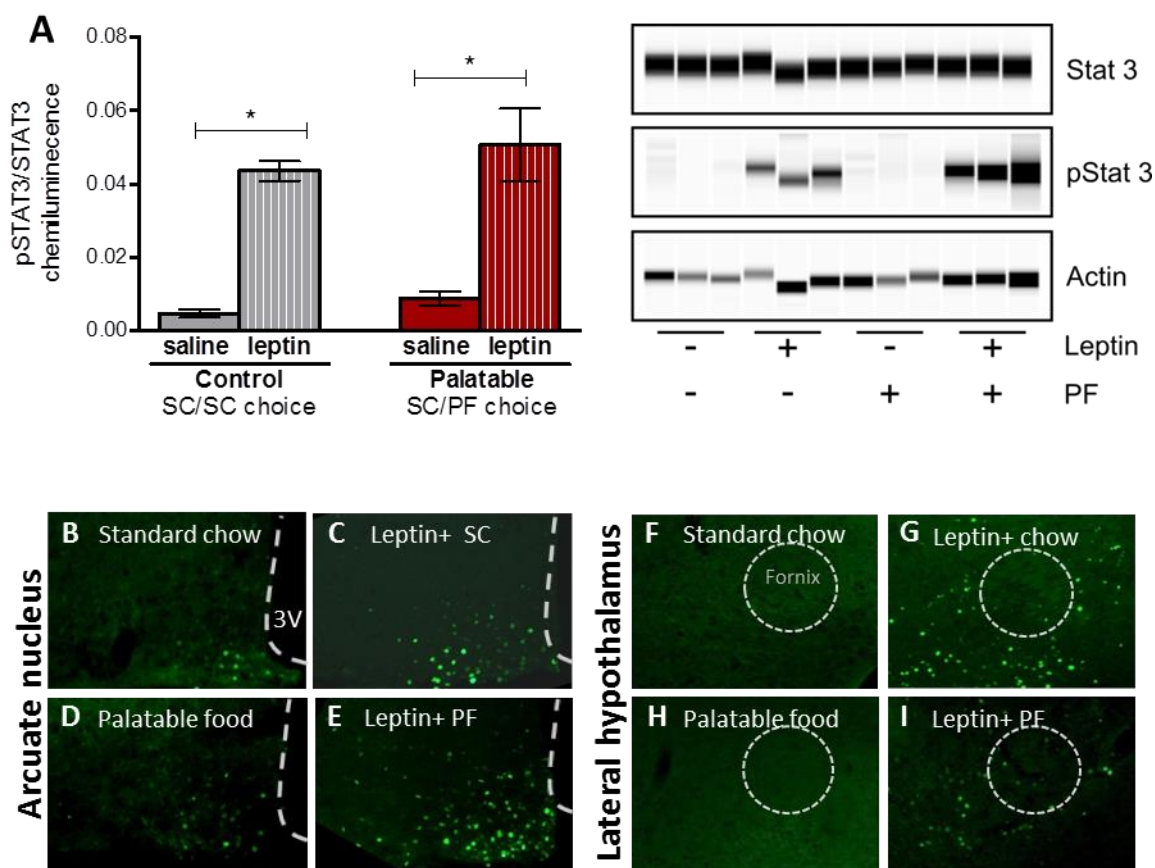 A
0.08
0.06
0.04
0.02
0.00
pSTAT3/STAT3
chemiluminecence
*
*
saline leptin saline leptin
Control Palatable
SC/SC choice SC/PF choice
Stat 3
pStat 3
Actin
- + - + Leptin
- - + + PF
Arcuate nucleus
B Standard chow
3V
C Leptin+ SC
D Palatable food
E Leptin+ PF
Lateral hypothalamus
F Standard chow
Fornix
G Leptin+ chow
H Palatable food
I Leptin+ PF